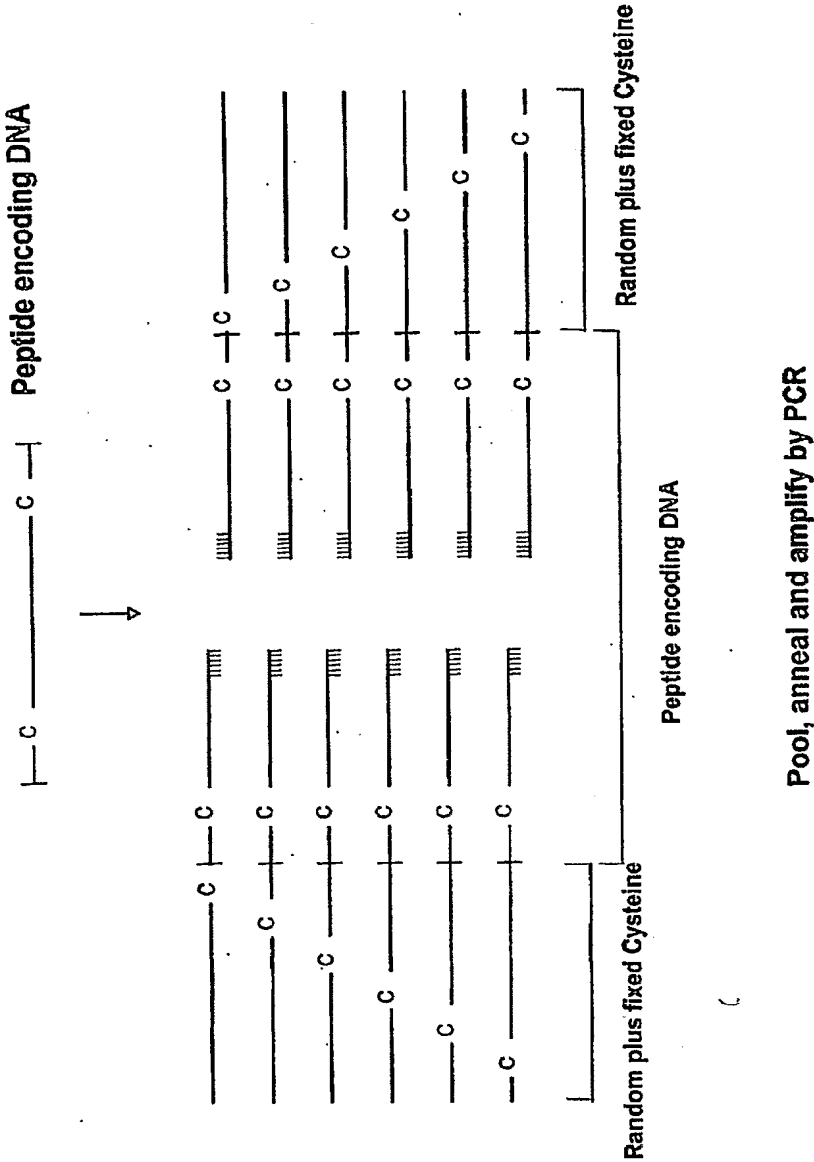 C C Peptide encoding DNA
C C C C
C C C C
C C C C
C C C C
C C C C
C C C C
Random plus fixed Cysteine Random plus fixed Cysteine
Peptide encoding DNA
Pool, anneal and amplify by PCR